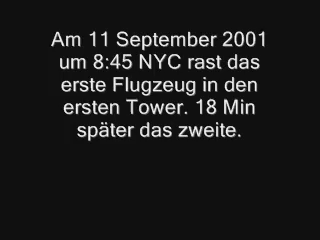 Am 11 September 2001
um 8:45 NYC rast das
erste Flugzeug in den
ersten Tower. 18 Min
später das zweite.